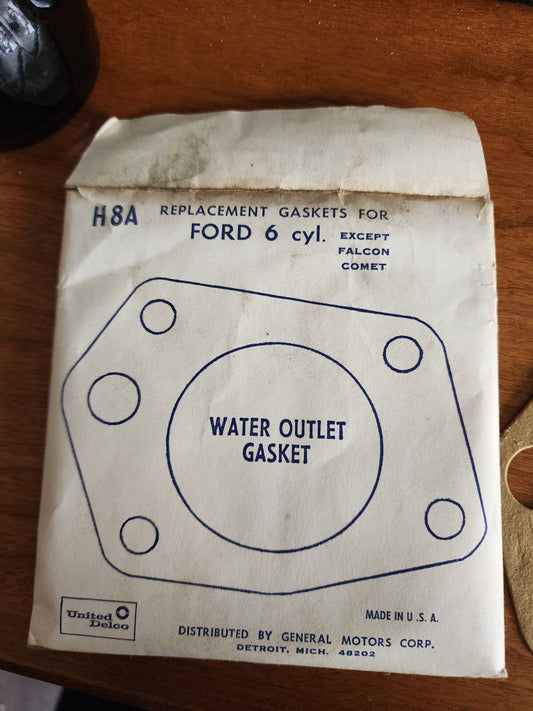 H8A REPLACEMENT GASKETS FOR
FORD 6 cyl. EXCEPT
FALCON
COMET
WATER OUTLET
GASKET
United
Delco
MADE IN U.S.A.
DISTRIBUTED BY GENERAL MOTORS CORP.
DETROIT, MICH. 48202